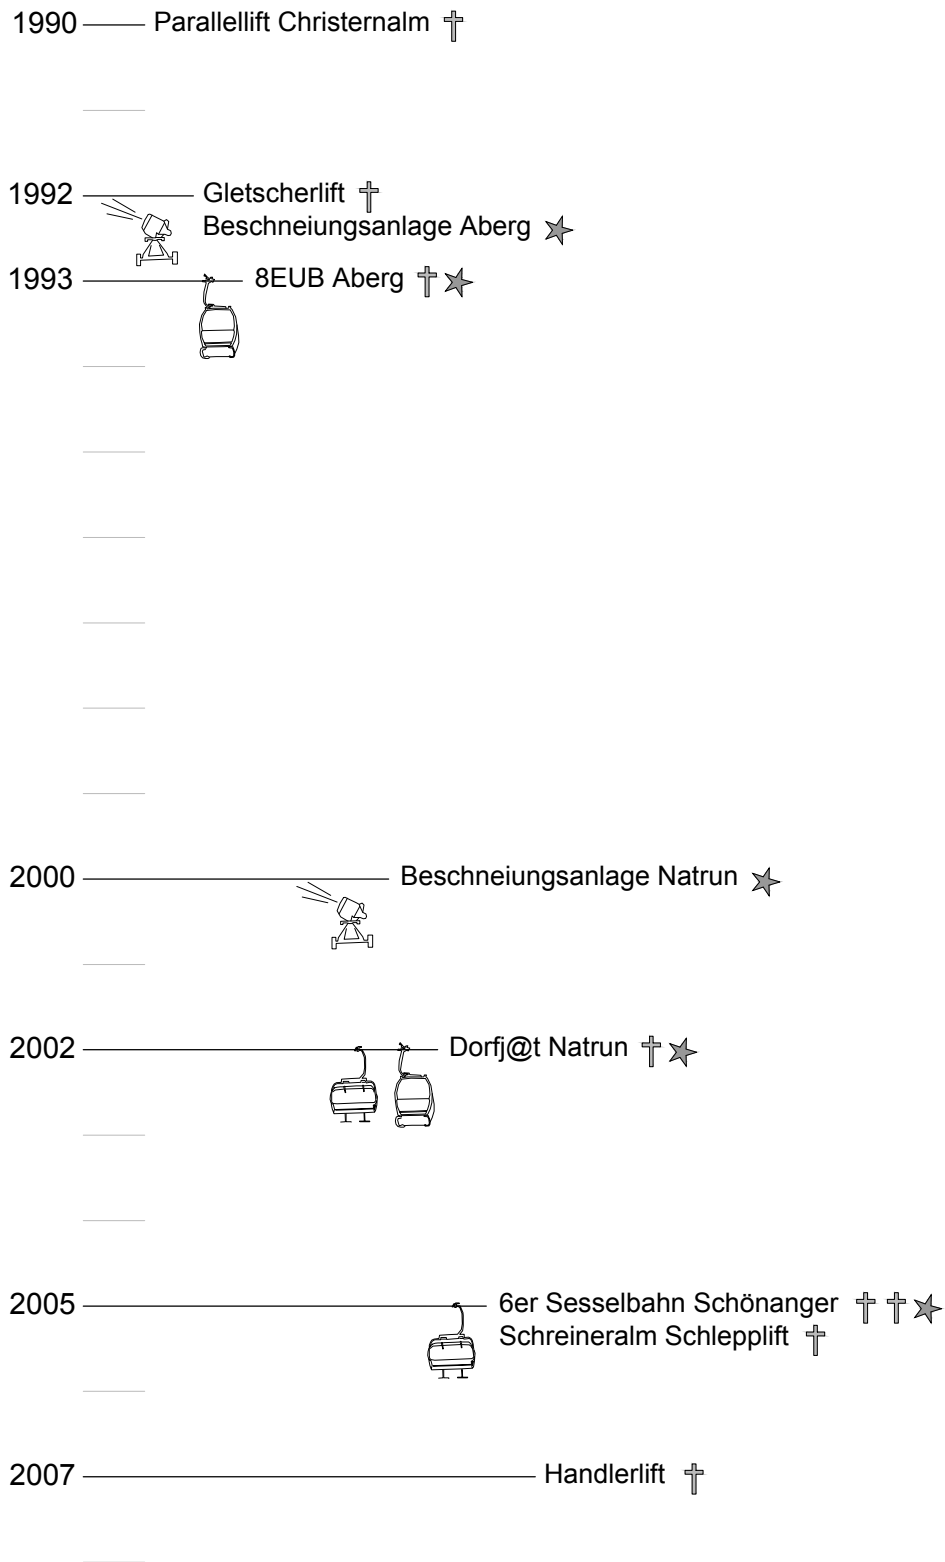 1990 Parallellift Christernalm
1992 Gletscherlift
Beschneiungsanlage Aberg
1993 8EUB Aberg
2000 Beschneiungsanlage Natrun
2002 Dorfj@t Natrun
2005 6er Sesselbahn Schönanger
Schreineralm Schlepplift
2007 Handlerlift